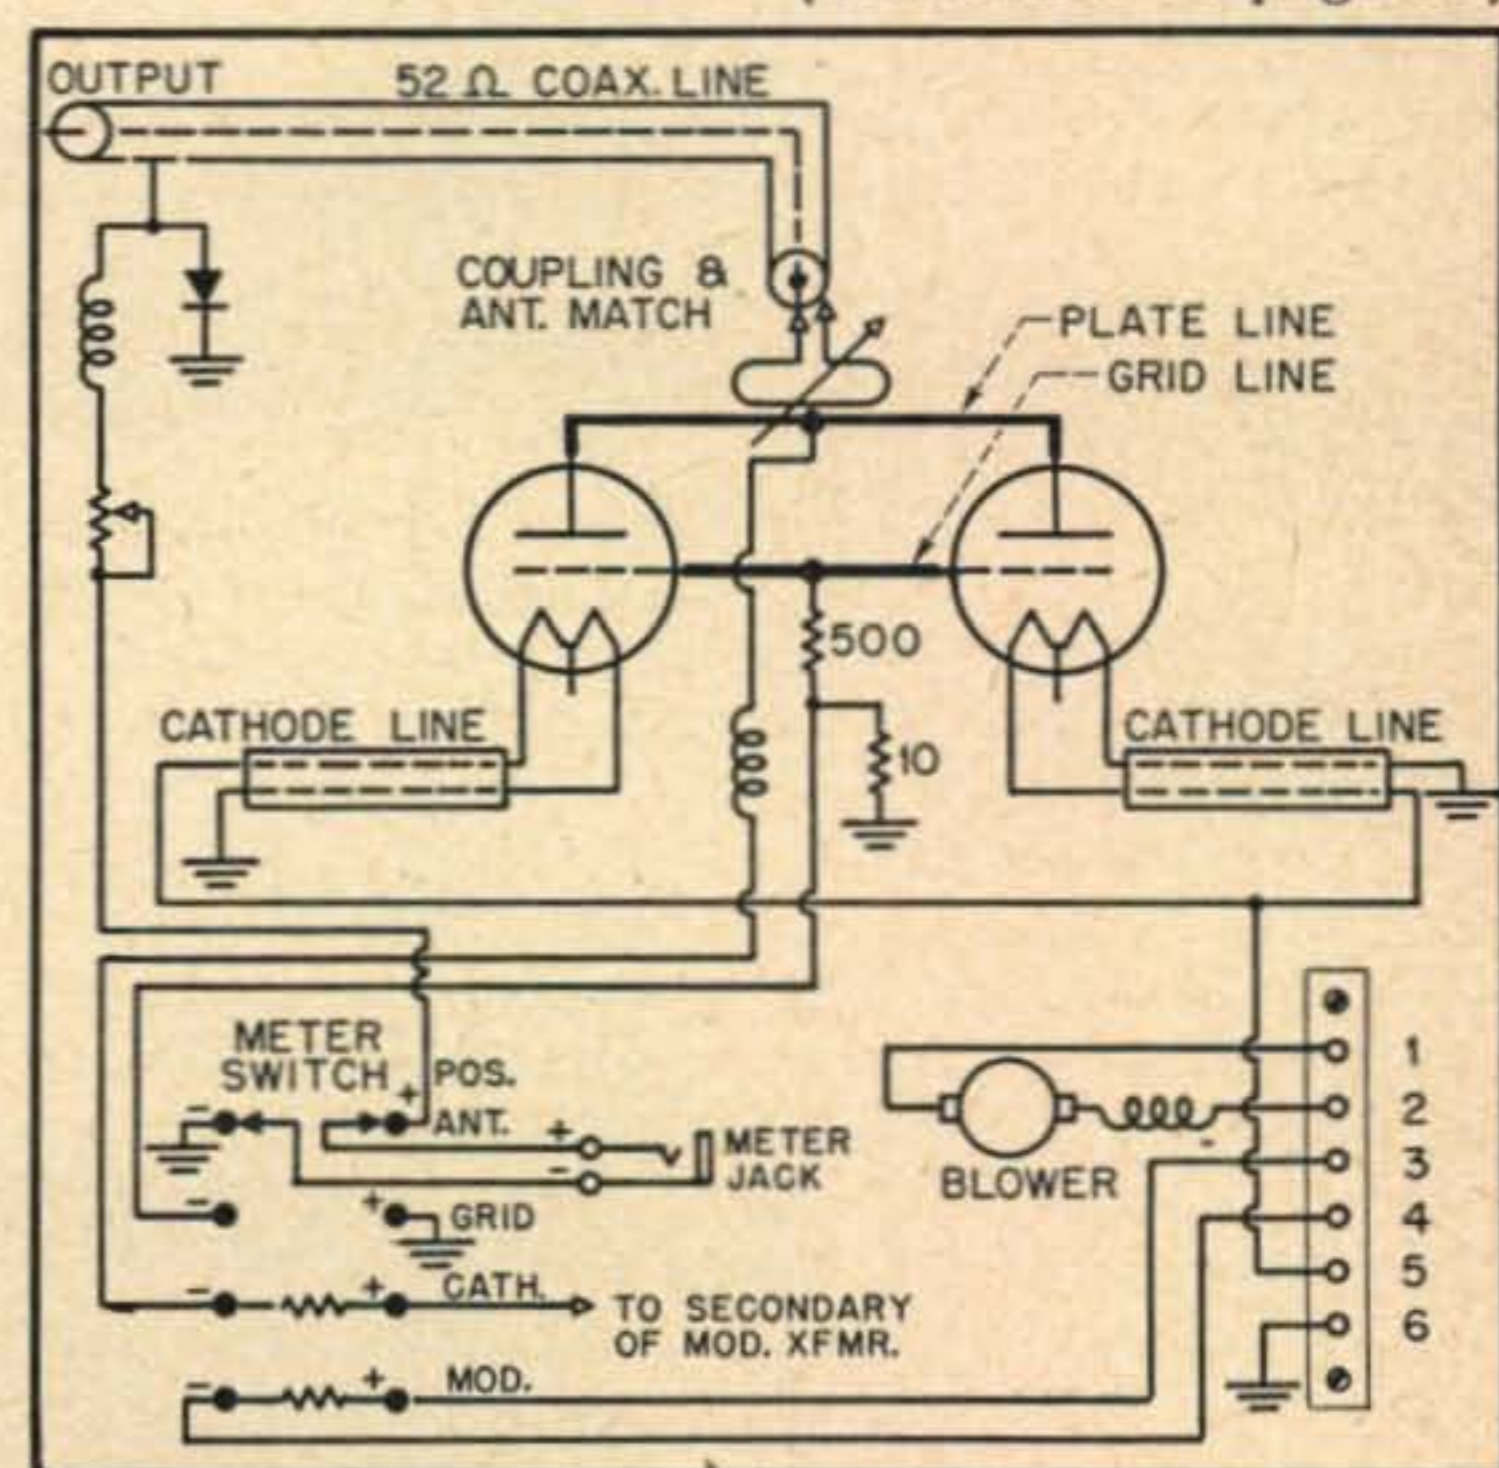 OUTPUT
52 Ω COAX. LINE
COUPLING &
ANT. MATCH
PLATE LINE
GRID LINE
500
10
CATHODE LINE
CATHODE LINE
METER
SWITCH
POS.
- + ANT.
+
-
METER
JACK
- + GRID
- + CATH.
TO SECONDARY
OF MOD. XFMR.
- + MOD.
BLOWER
1
2
3
4
5
6